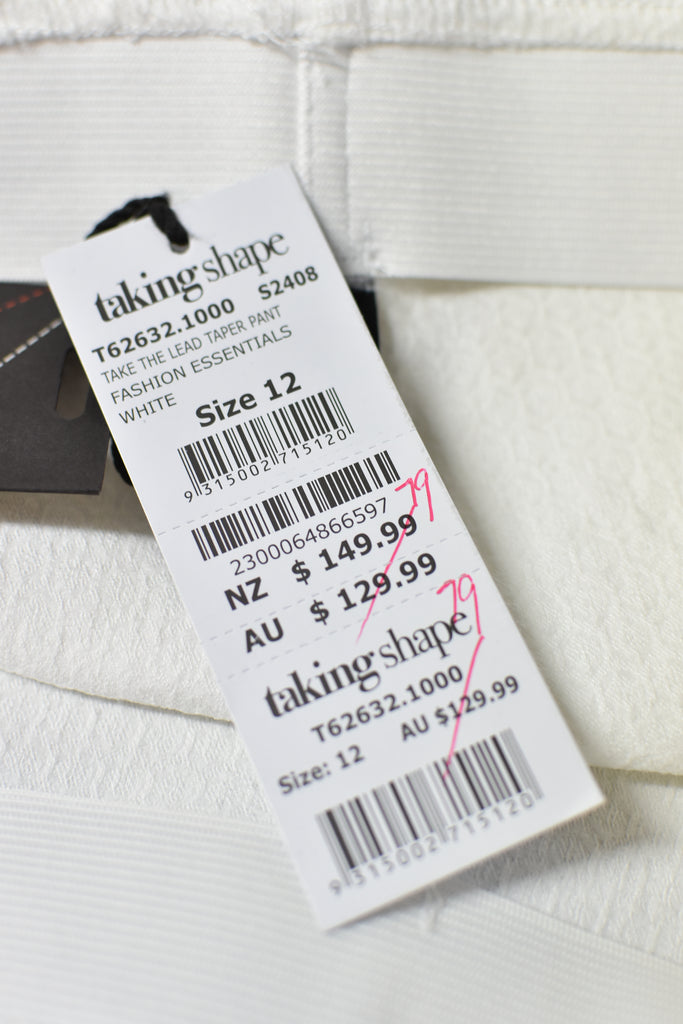 taking shape
T62632.1000 S2408
TAKE THE LEAD TAPER PANT
FASHION ESSENTIALS
WHITE
Size 12
9 315002 715120
2300064866597
79
NZ $ 149.99
AU $ 129.99
79
taking shape
T62632.1000
Size: 12 AU $129.99
9 315002 715120